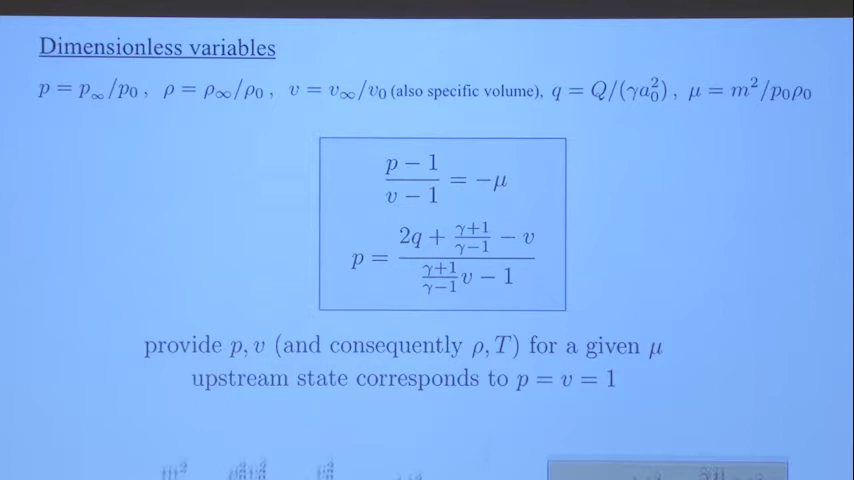 Dimensionless variables
p = p∞/p₀ , ρ = ρ∞/ρ₀ , v = v∞/v₀ (also specific volume), q = Q/(γa₀²) , μ = m²/p₀ρ₀
(p − 1)/(v − 1) = −μ
p = (2q + (γ+1)/(γ−1) − v)/((γ+1)/(γ−1) v − 1)
provide p, v (and consequently ρ, T) for a given μ
upstream state corresponds to p = v = 1